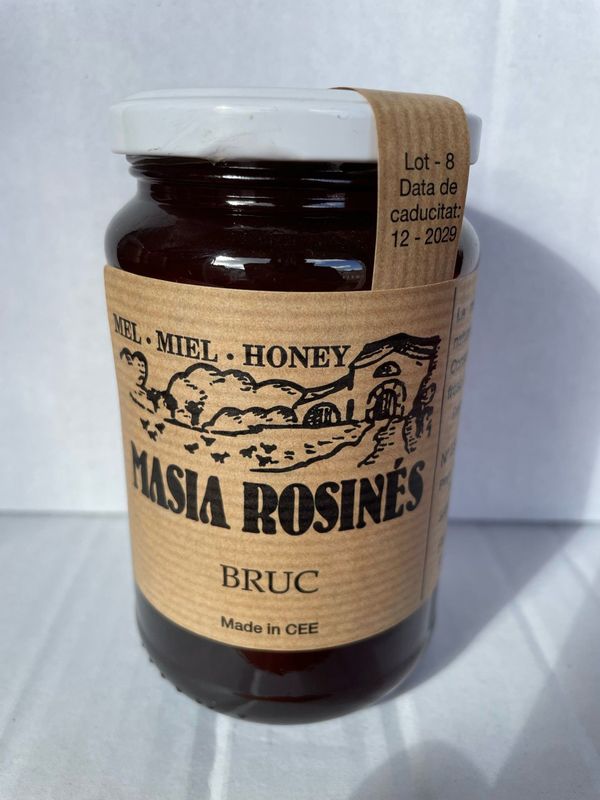 Lot - 8
Data de
caducitat:
12 - 2029
MEL · MIEL · HONEY
MASIA ROSINÉS
BRUC
Made in CEE